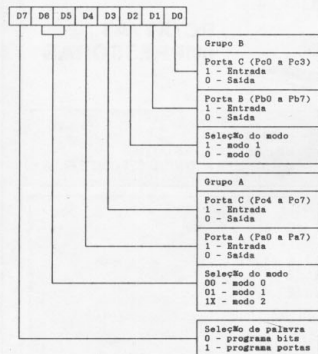 D7 D6 D5 D4 D3 D2 D1 D0
Grupo B
Porta C (Pc0 a Pc3)
1 - Entrada
0 - Saída
Porta B (Pb0 a Pb7)
1 - Entrada
0 - Saída
Seleção do modo
1 - modo 1
0 - modo 0
Grupo A
Porta C (Pc4 a Pc7)
1 - Entrada
0 - Saída
Porta A (Pa0 a Pa7)
1 - Entrada
0 - Saída
Seleção do modo
00 - modo 0
01 - modo 1
1X - modo 2
Seleção de palavra
0 - programa bits
1 - programa portas